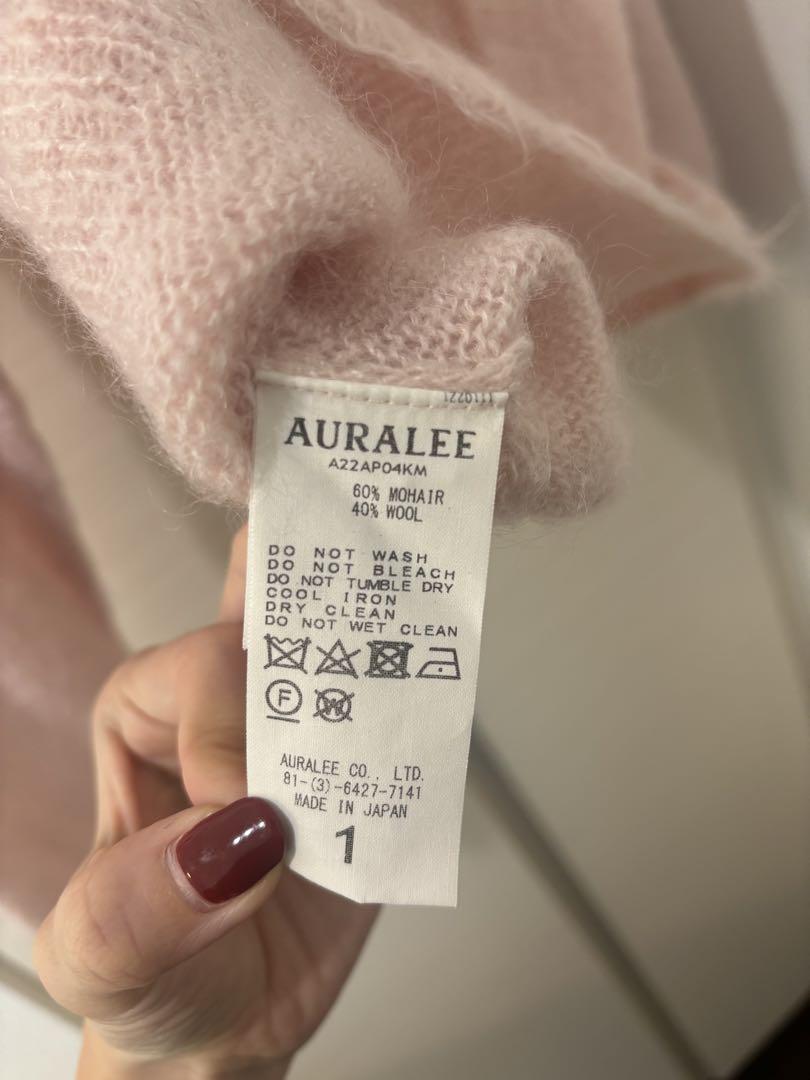 AURALEE
A22AP04KM
60% MOHAIR
40% WOOL
DO NOT WASH
DO NOT BLEACH
DO NOT TUMBLE DRY
COOL IRON
DRY CLEAN
DO NOT WET CLEAN
F
W
AURALEE CO., LTD.
81-(3)-6427-7141
MADE IN JAPAN
1